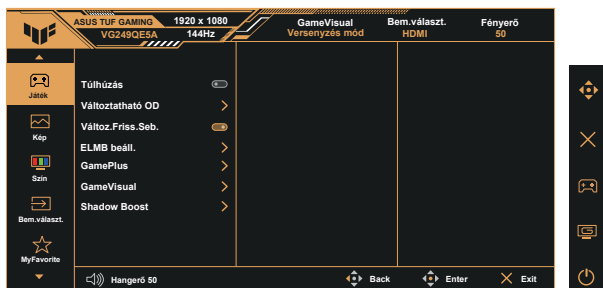 ASUS TUF GAMING 1920 x 1080 GameVisual Bem.választ. Fényerő
VG249QE5A 144Hz Versenyzés mód HDMI 50
Játék
Kép
Szín
Bem.választ.
MyFavorite
Túlhúzás
Változtatható OD
Változ.Friss.Seb.
ELMB beáll.
GamePlus
GameVisual
Shadow Boost
Hangerő 50 Back Enter Exit